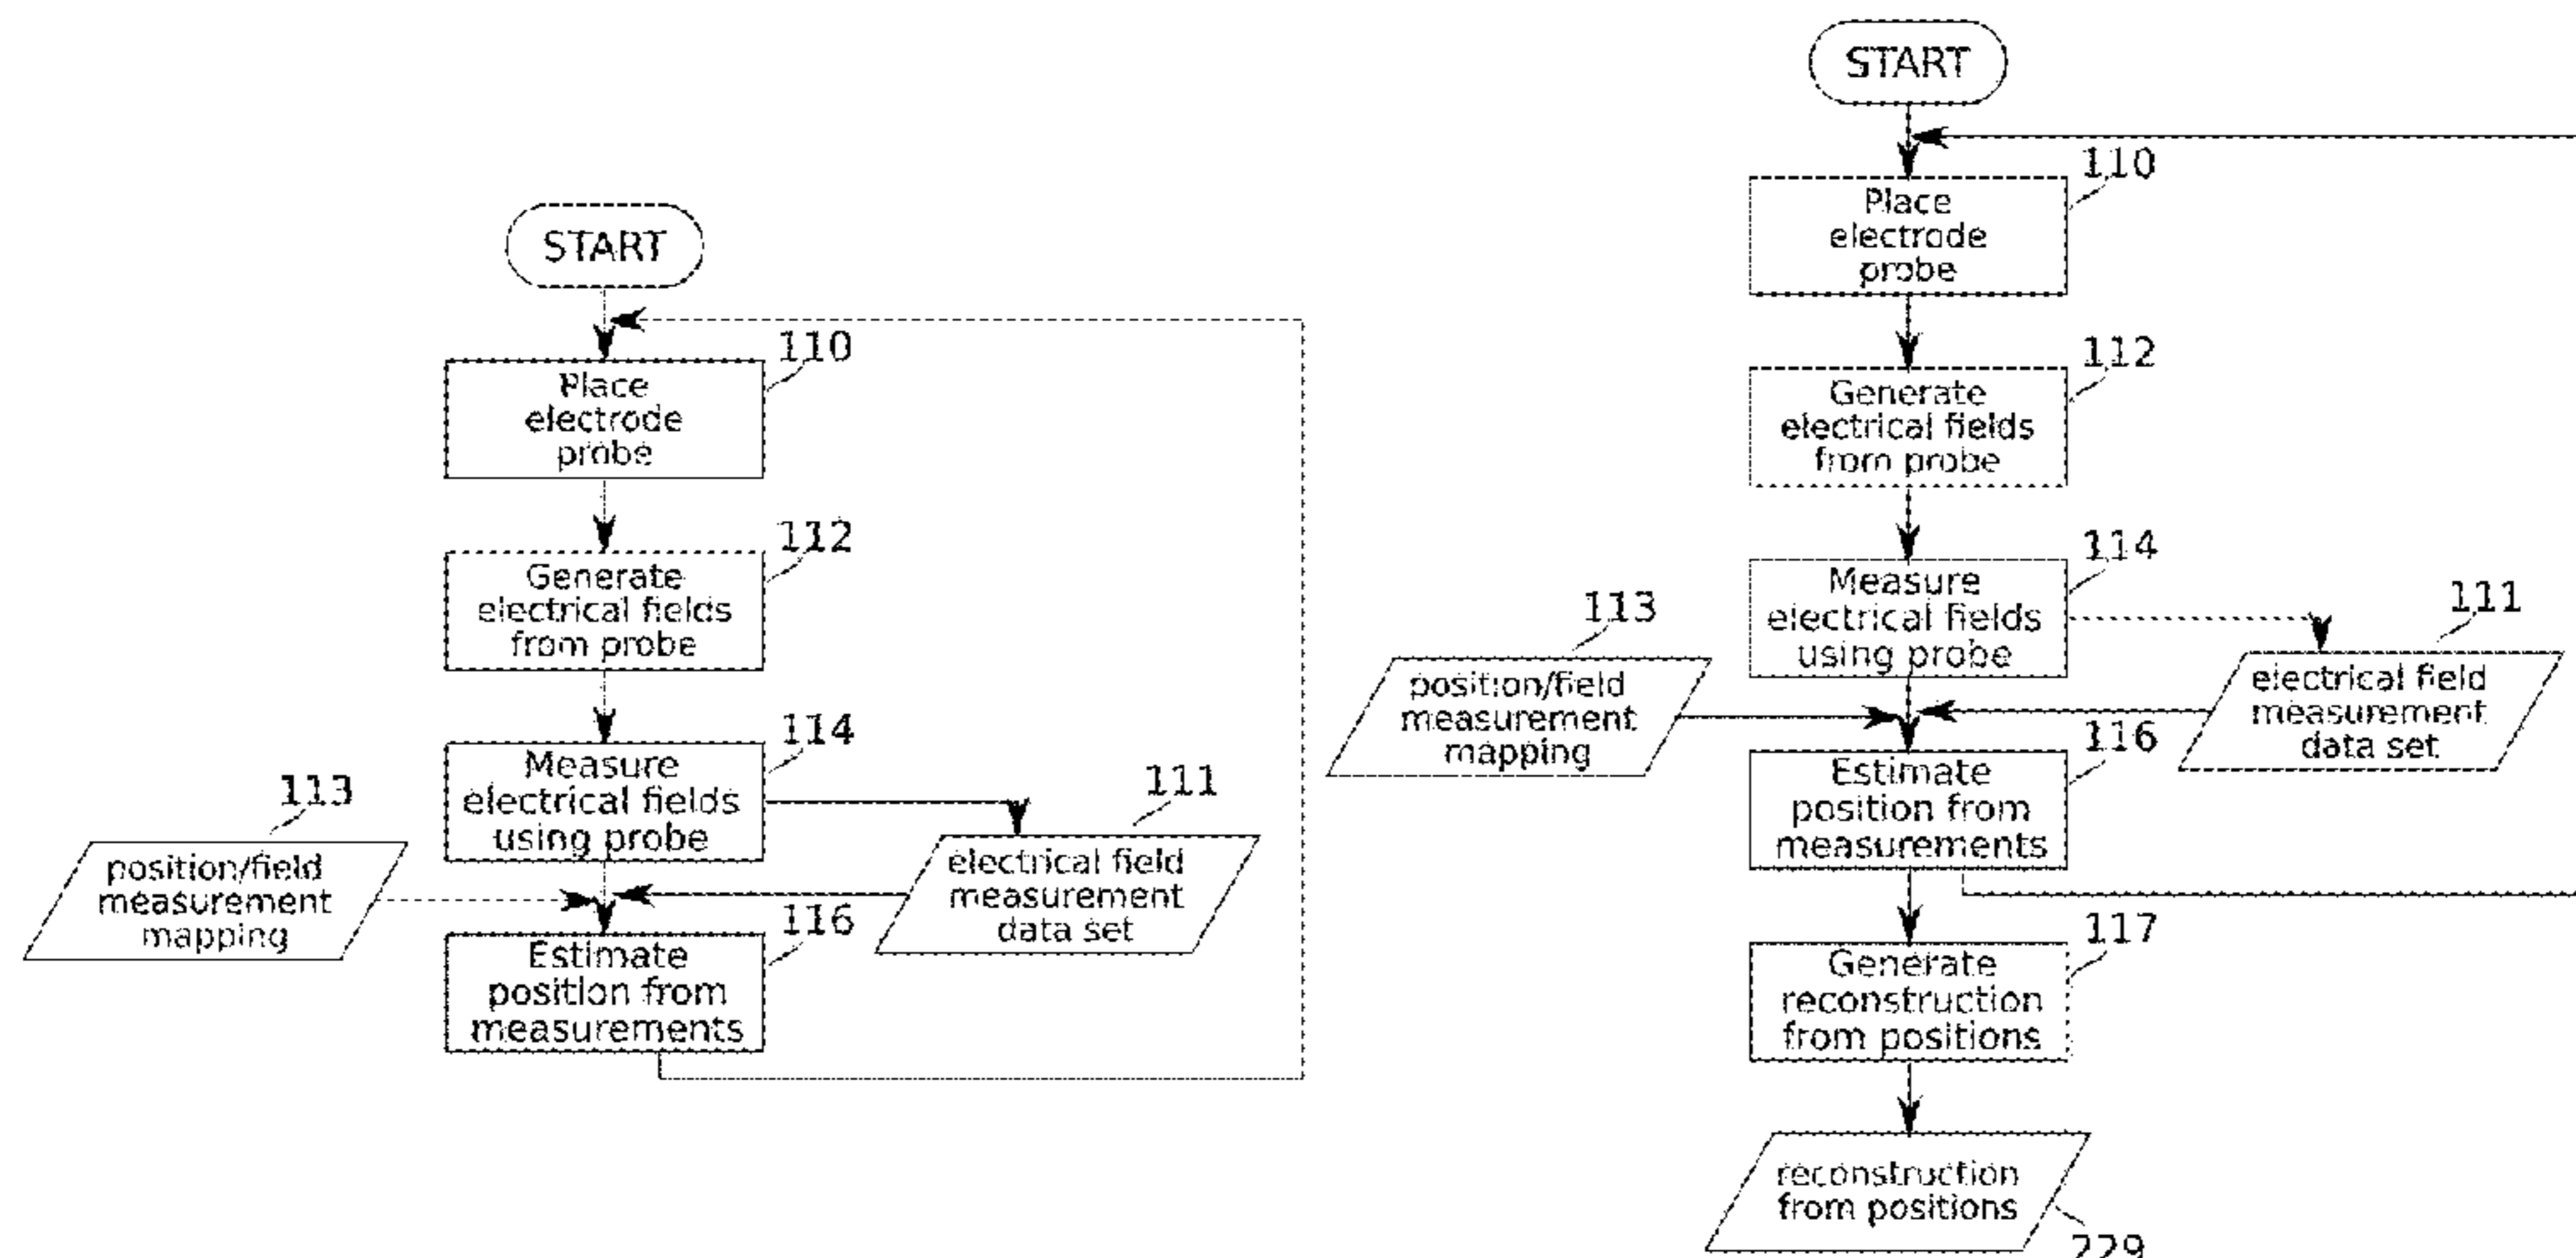 START
110
Place
electrode
probe
112
Generate
electrical fields
from probe
114
Measure
electrical fields
using probe
113
position/field
measurement
mapping
111
electrical field
measurement
data set
116
Estimate
position from
measurements
START
110
Place
electrode
probe
112
Generate
electrical fields
from probe
114
Measure
electrical fields
using probe
113
position/field
measurement
mapping
111
electrical field
measurement
data set
116
Estimate
position from
measurements
117
Generate
reconstruction
from positions
reconstruction
from positions
229